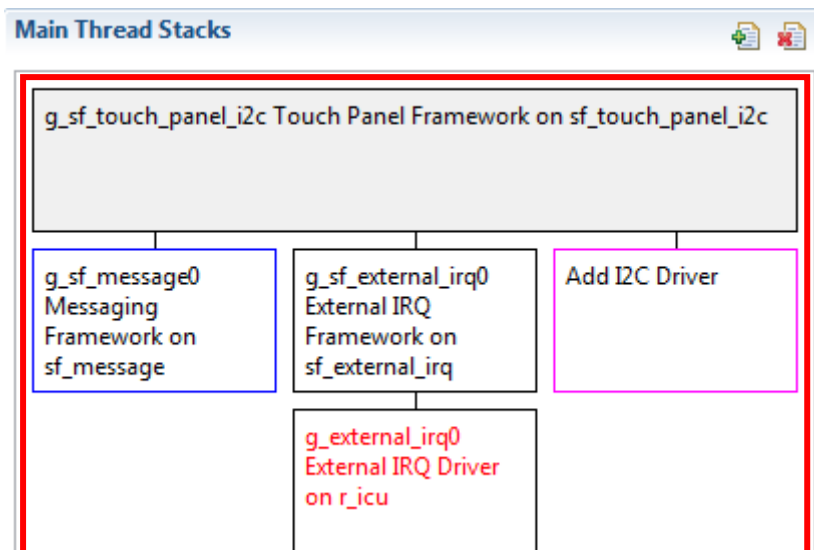 Main Thread Stacks
g_sf_touch_panel_i2c Touch Panel Framework on sf_touch_panel_i2c
g_sf_message0
Messaging
Framework on
sf_message
g_sf_external_irq0
External IRQ
Framework on
sf_external_irq
Add I2C Driver
g_external_irq0
External IRQ Driver
on r_icu